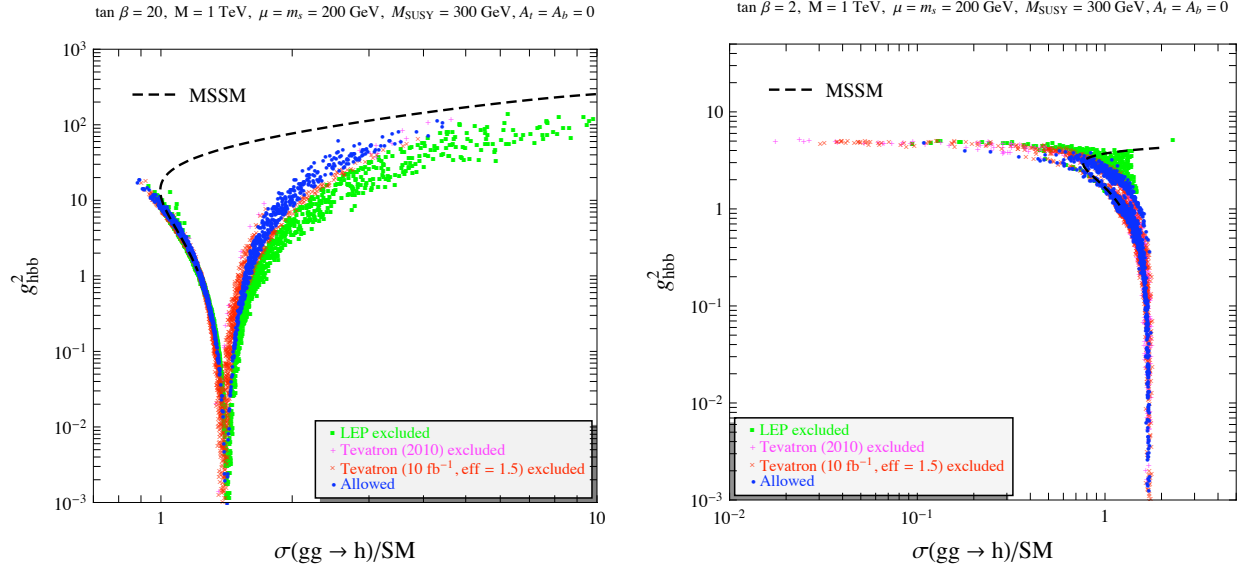 tan β = 20, M = 1 TeV, μ = m_s = 200 GeV, M_SUSY = 300 GeV, A_t = A_b = 0
10^3
10^2
10
1
10^−1
10^−2
10^−3
g^2_hbb
MSSM
LEP excluded
Tevatron (2010) excluded
Tevatron (10 fb^−1, eff = 1.5) excluded
Allowed
1
10
σ(gg → h)/SM
tan β = 2, M = 1 TeV, μ = m_s = 200 GeV, M_SUSY = 300 GeV, A_t = A_b = 0
10
1
10^−1
10^−2
10^−3
g^2_hbb
MSSM
LEP excluded
Tevatron (2010) excluded
Tevatron (10 fb^−1, eff = 1.5) excluded
Allowed
10^−2
10^−1
1
σ(gg → h)/SM